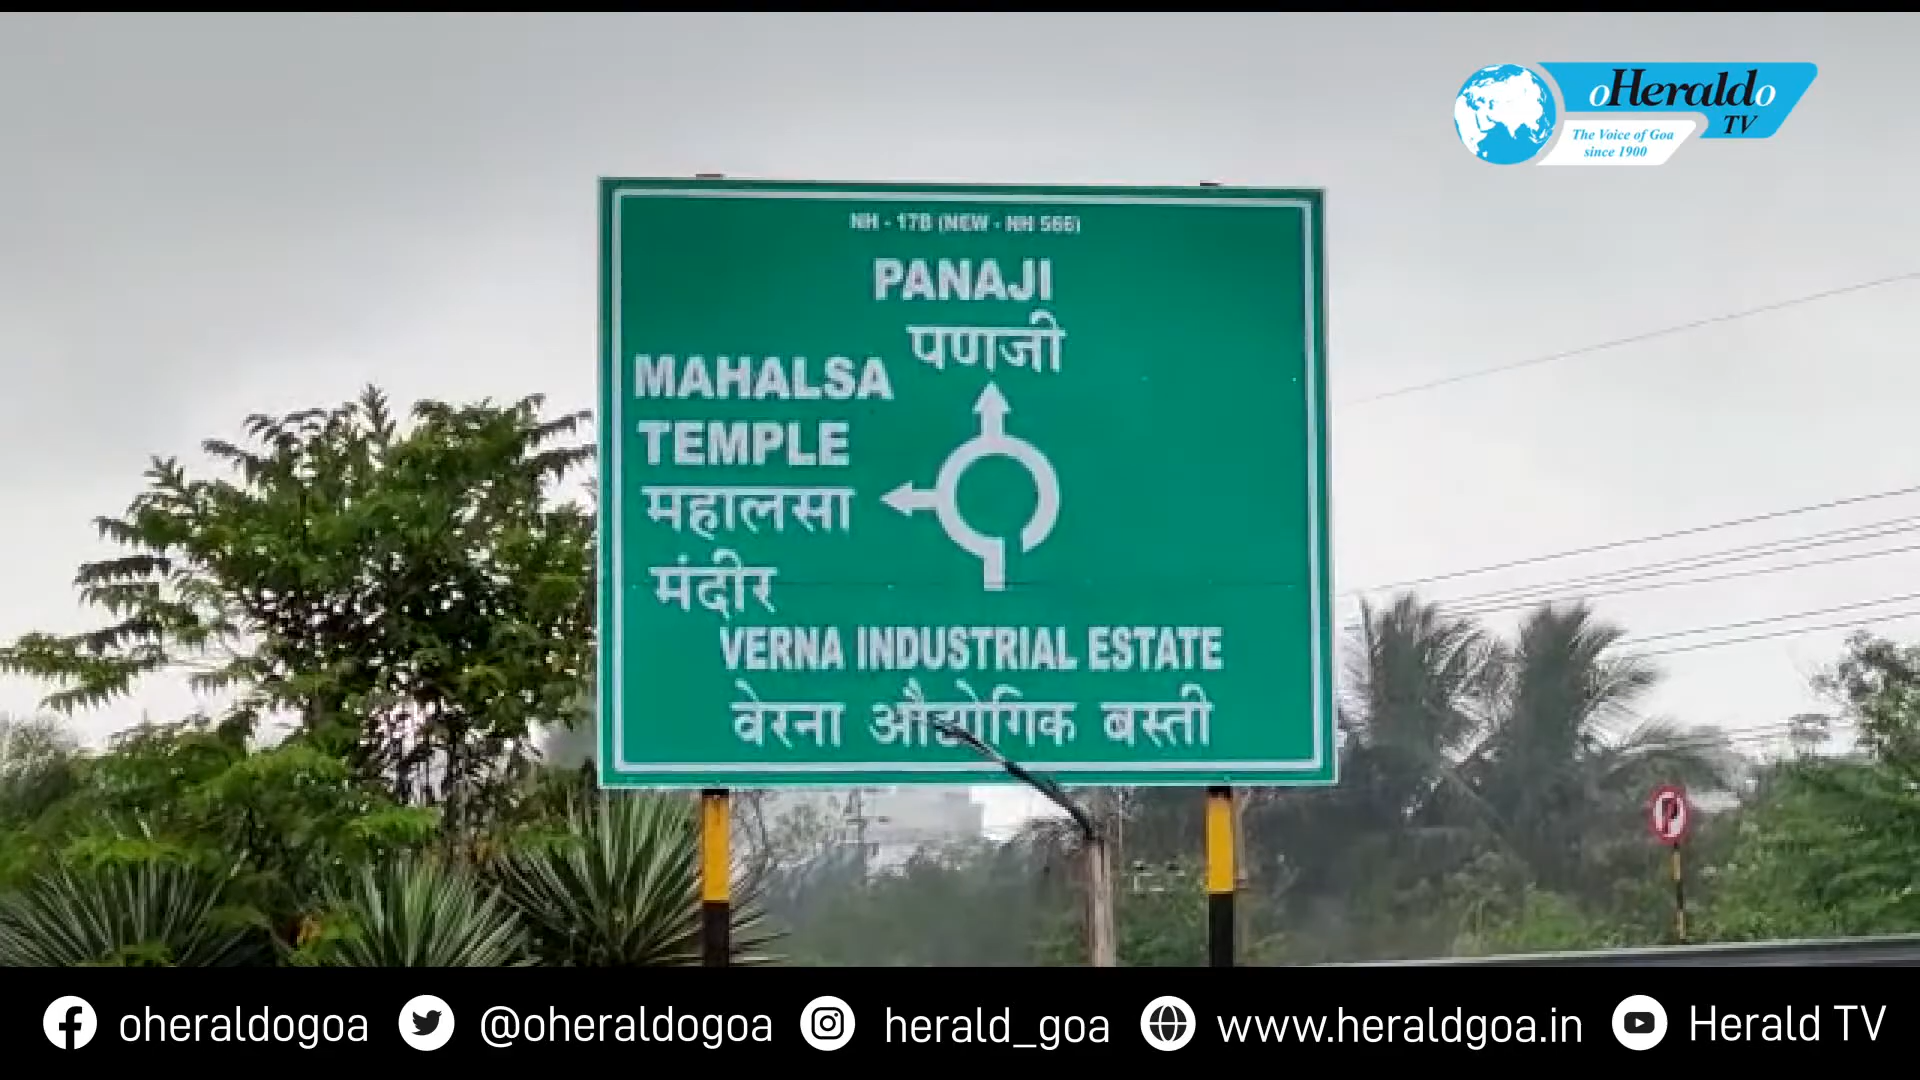 oHeraldo
TV
The Voice of Goa
since 1900
NH - 17B (NEW - NH 566)
PANAJI
पणजी
MAHALSA
TEMPLE
महालसा
मंदीर
VERNA INDUSTRIAL ESTATE
वेरना औद्योगिक बस्ती
oheraldogoa
@oheraldogoa
herald_goa
www.heraldgoa.in
Herald TV